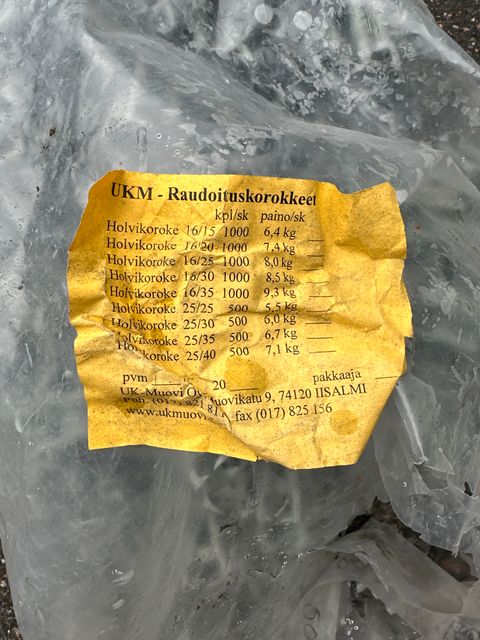 UKM - Raudoituskorokkeet
kpl/sk paino/sk
Holvikoroke 16/15 1000 6,4 kg
Holvikoroke 16/20 1000 7,4 kg
Holvikoroke 16/25 1000 8,0 kg
Holvikoroke 16/30 1000 8,5 kg
Holvikoroke 16/35 1000 9,3 kg
Holvikoroke 25/25 500 5,5 kg
Holvikoroke 25/30 500 6,0 kg
Holvikoroke 25/35 500 6,7 kg
Holvikoroke 25/40 500 7,1 kg
pvm 20 pakkaaja
UK-Muovi Oy, 9, 74120 IISALMI
Puh. (017) 821 fax (017) 825 156